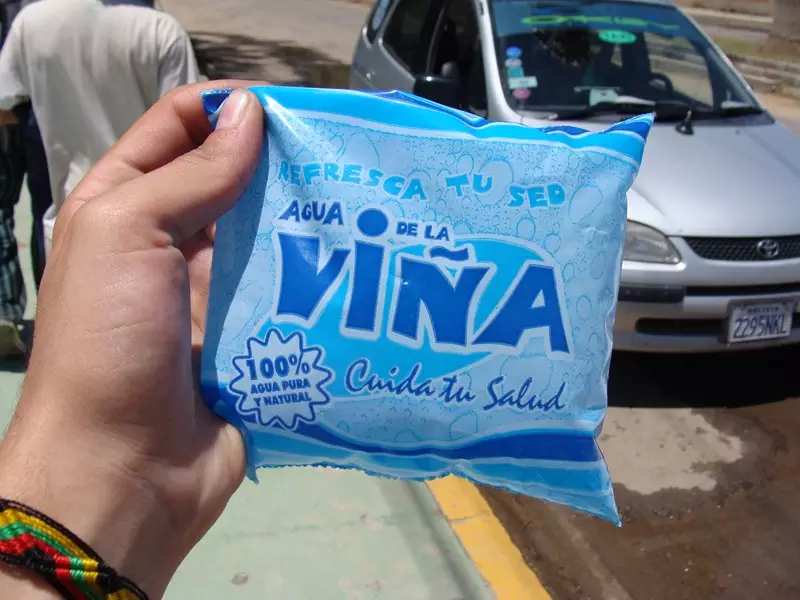 REFRESCA TU SED
AGUA DE LA
VIÑA
100%
AGUA PURA
Y NATURAL
Cuida tu Salud
2295NKL